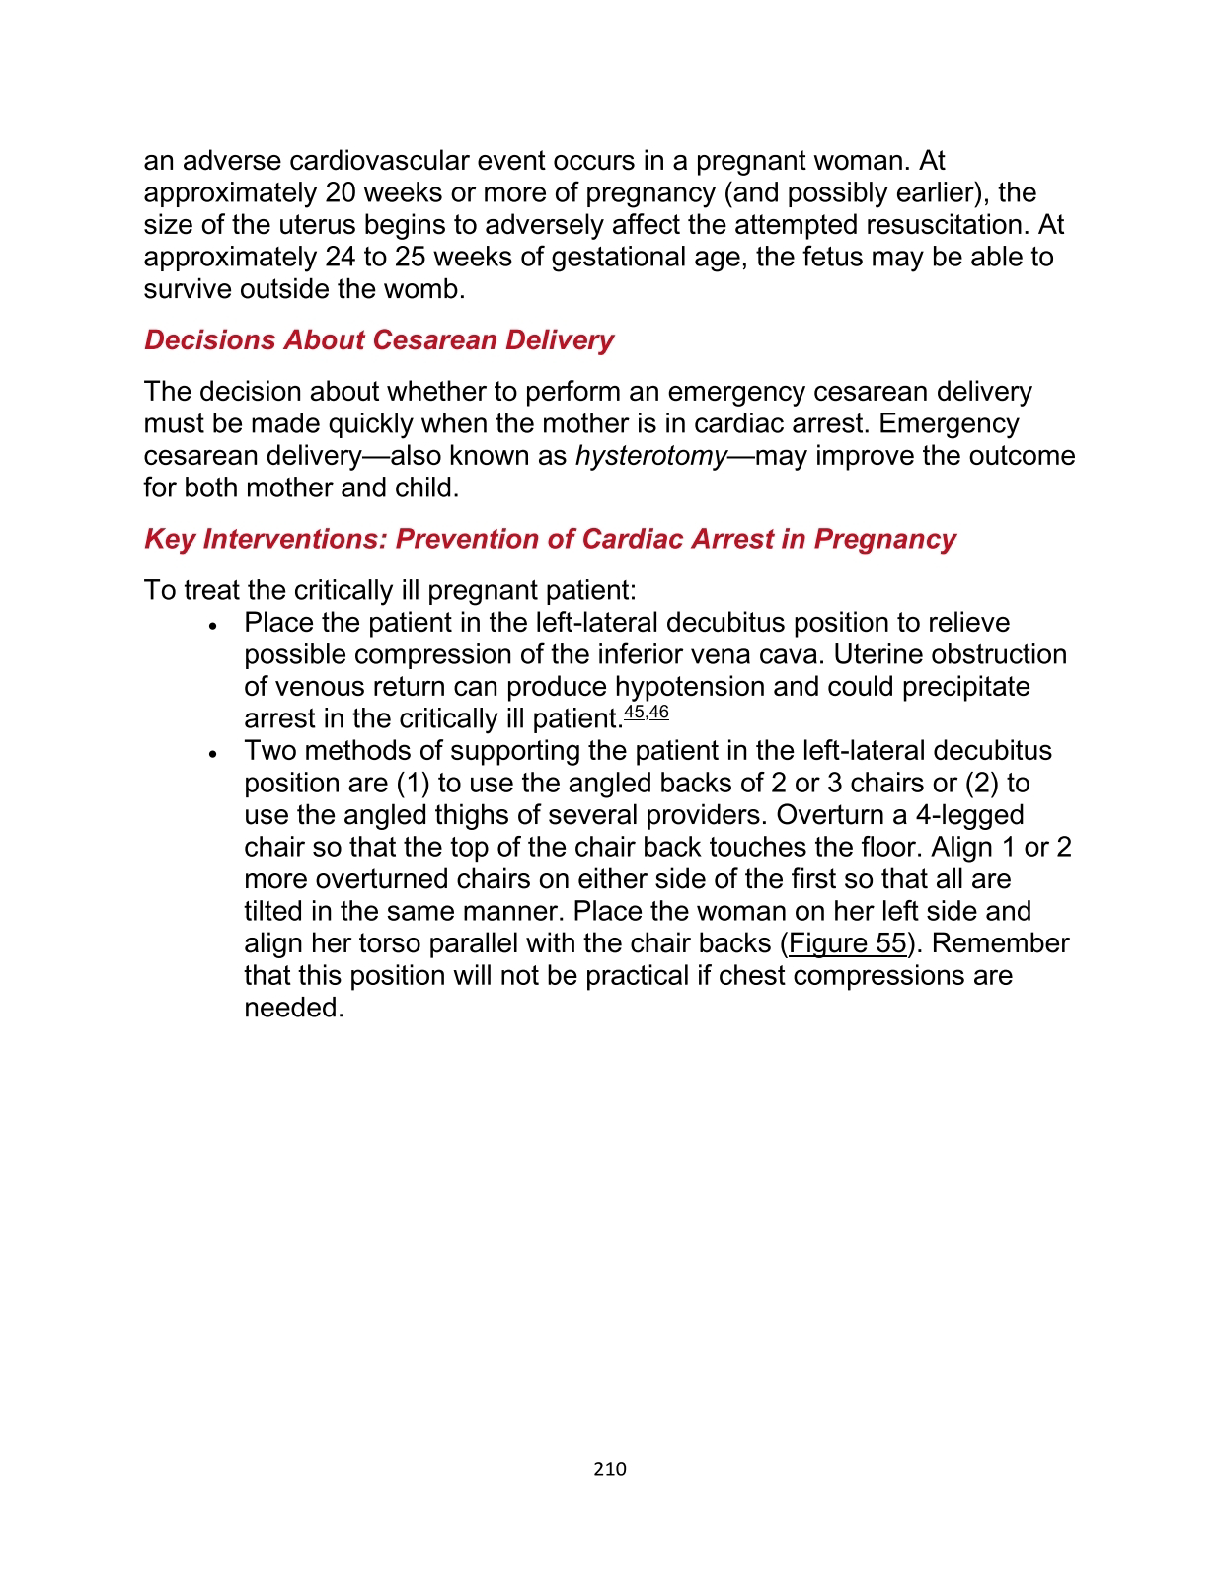 an adverse cardiovascular event occurs in a pregnant woman. At
approximately 20 weeks or more of pregnancy (and possibly earlier), the
size of the uterus begins to adversely affect the attempted resuscitation. At
approximately 24 to 25 weeks of gestational age, the fetus may be able to
survive outside the womb.
Decisions About Cesarean Delivery
The decision about whether to perform an emergency cesarean delivery
must be made quickly when the mother is in cardiac arrest. Emergency
cesarean delivery—also known as hysterotomy—may improve the outcome
for both mother and child.
Key Interventions: Prevention of Cardiac Arrest in Pregnancy
To treat the critically ill pregnant patient:
• Place the patient in the left-lateral decubitus position to relieve
possible compression of the inferior vena cava. Uterine obstruction
of venous return can produce hypotension and could precipitate
arrest in the critically ill patient.45,46
• Two methods of supporting the patient in the left-lateral decubitus
position are (1) to use the angled backs of 2 or 3 chairs or (2) to
use the angled thighs of several providers. Overturn a 4-legged
chair so that the top of the chair back touches the floor. Align 1 or 2
more overturned chairs on either side of the first so that all are
tilted in the same manner. Place the woman on her left side and
align her torso parallel with the chair backs (Figure 55). Remember
that this position will not be practical if chest compressions are
needed.
210